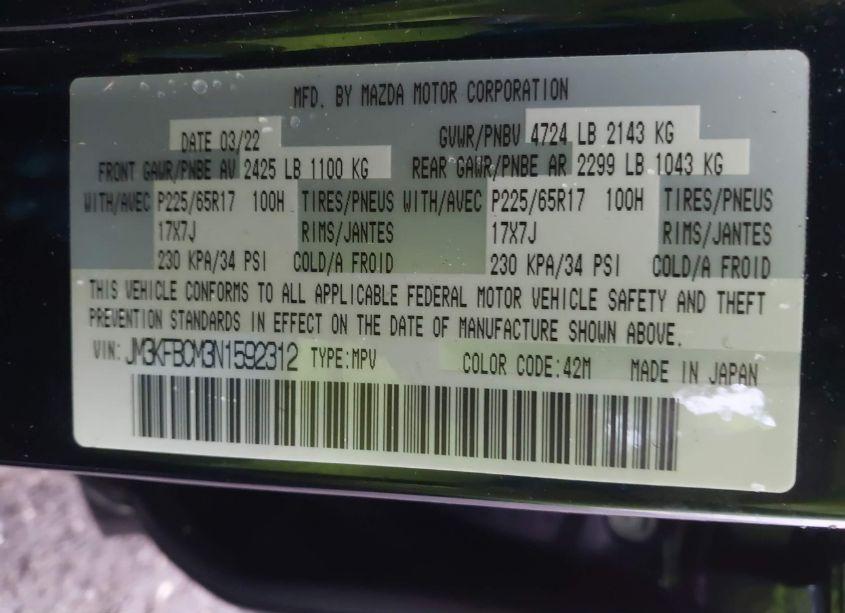 MFD. BY MAZDA MOTOR CORPORATION
DATE 03/22 GVWR/PNBV 4724 LB 2143 KG
FRONT GAWR/PNBE AV 2425 LB 1100 KG REAR GAWR/PNBE AR 2299 LB 1043 KG
WITH/AVEC P225/65R17 100H TIRES/PNEUS WITH/AVEC P225/65R17 100H TIRES/PNEUS
17X7J RIMS/JANTES 17X7J RIMS/JANTES
230 KPA/34 PSI COLD/A FROID 230 KPA/34 PSI COLD/A FROID
THIS VEHICLE CONFORMS TO ALL APPLICABLE FEDERAL MOTOR VEHICLE SAFETY AND THEFT
PREVENTION STANDARDS IN EFFECT ON THE DATE OF MANUFACTURE SHOWN ABOVE.
VIN: JM3KFBCM3N1592312 TYPE:MPV COLOR CODE:42M MADE IN JAPAN